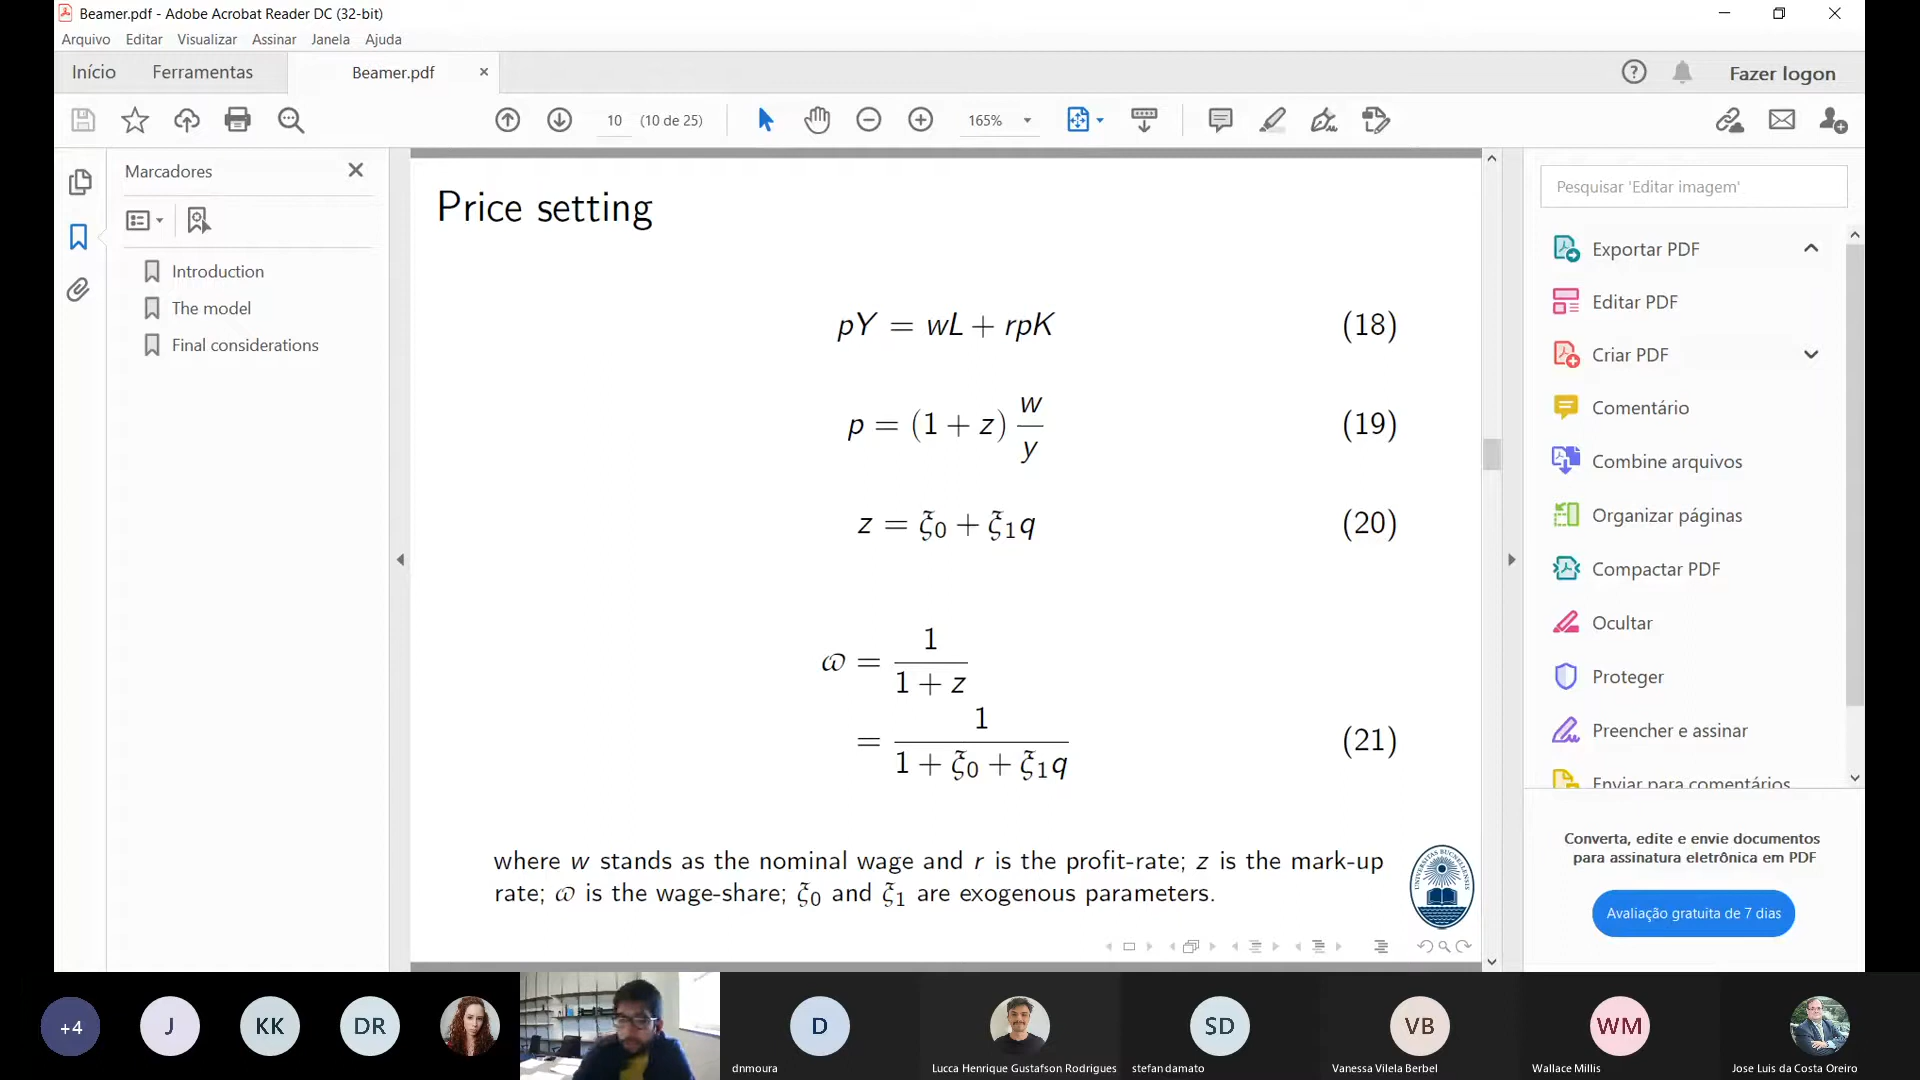 Beamer.pdf - Adobe Acrobat Reader DC (32-bit)
Arquivo Editar Visualizar Assinar Janela Ajuda
Início Ferramentas Beamer.pdf Fazer logon
10 (10 de 25) 165%
Marcadores
Introduction
The model
Final considerations
Price setting
pY = wL + rpK (18)
p = (1 + z) w/y (19)
z = ξ₀ + ξ₁q (20)
ϖ = 1/(1 + z)
= 1/(1 + ξ₀ + ξ₁q) (21)
where w stands as the nominal wage and r is the profit-rate; z is the mark-up
rate; ϖ is the wage-share; ξ₀ and ξ₁ are exogenous parameters.
Pesquisar 'Editar imagem'
Exportar PDF
Editar PDF
Criar PDF
Comentário
Combine arquivos
Organizar páginas
Compactar PDF
Ocultar
Proteger
Preencher e assinar
Enviar para comentários
Converta, edite e envie documentos
para assinatura eletrônica em PDF
Avaliação gratuita de 7 dias
+4 J KK DR D SD VB WM
dnmoura Lucca Henrique Gustafson Rodrigues stefan damato Vanessa Vilela Berbel Wallace Millis Jose Luis da Costa Oreiro